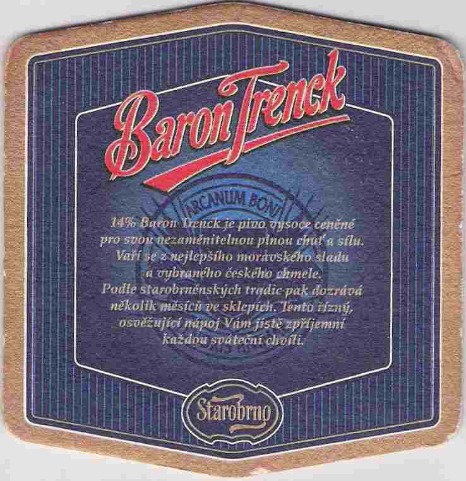 Baron Trenck
ARCANUM BONI
14% Baron Trenck je pivo vysoce ceněné
pro svou nezaměnitelnou plnou chuť a sílu.
Vaří se z nejlepšího moravského sladu
a vybraného českého chmele.
Podle starobrněnských tradic pak dozrává
několik měsíců ve sklepích. Tento řízný,
osvěžující nápoj Vám jistě zpříjemní
každou sváteční chvíli.
Starobrno